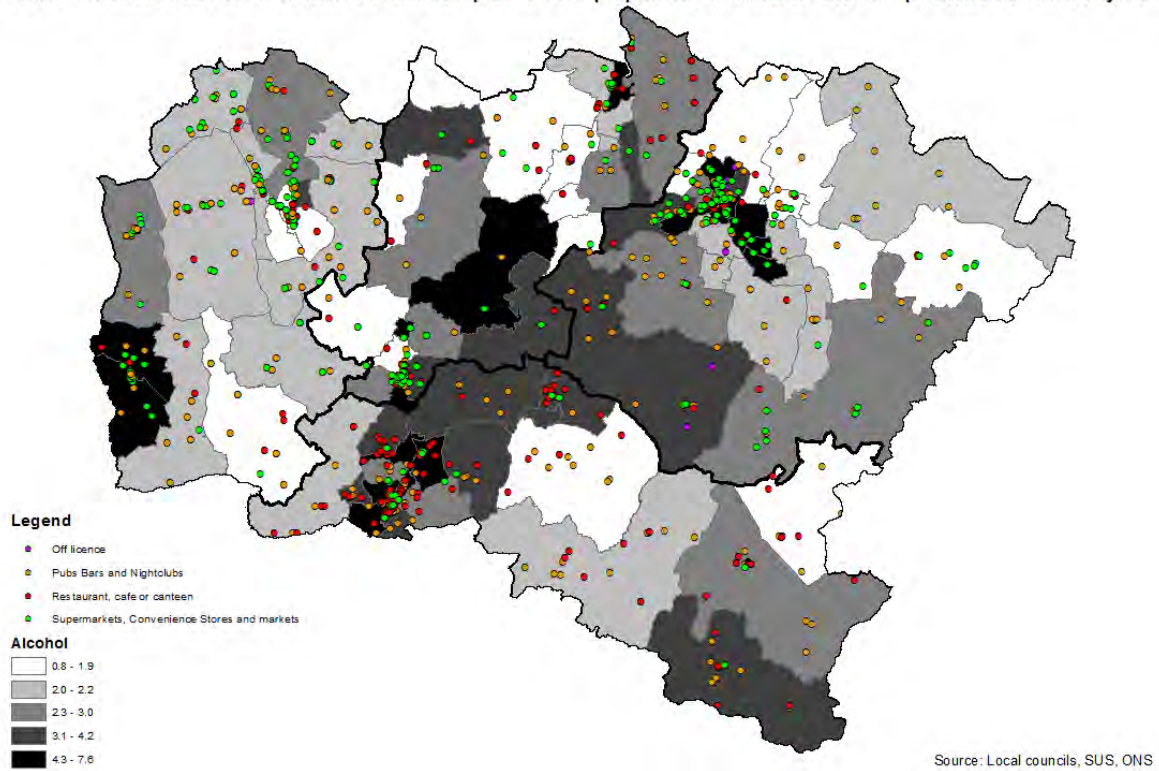 Legend
Off licence
Pubs Bars and Nightclubs
Restaurant, cafe or canteen
Supermarkets, Convenience Stores and markets
Alcohol
0.8 - 1.9
2.0 - 2.2
2.3 - 3.0
3.1 - 4.2
4.3 - 7.6
Source: Local councils, SUS, ONS